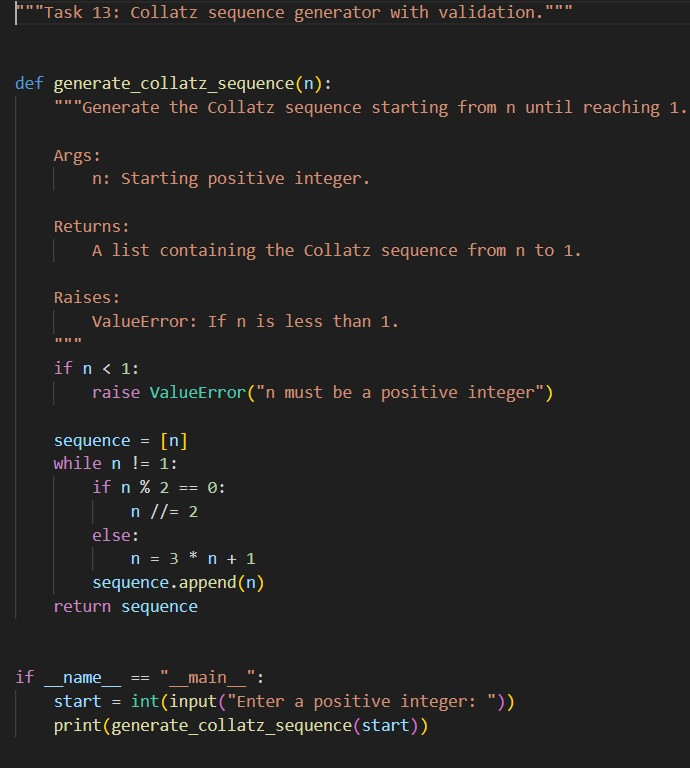 """Task 13: Collatz sequence generator with validation."""
def generate_collatz_sequence(n):
    """Generate the Collatz sequence starting from n until reaching 1.
    Args:
        n: Starting positive integer.
    Returns:
        A list containing the Collatz sequence from n to 1.
    Raises:
        ValueError: If n is less than 1.
    """
    if n < 1:
        raise ValueError("n must be a positive integer")
    sequence = [n]
    while n != 1:
        if n % 2 == 0:
            n //= 2
        else:
            n = 3 * n + 1
        sequence.append(n)
    return sequence
if __name__ == "__main__":
    start = int(input("Enter a positive integer: "))
    print(generate_collatz_sequence(start))